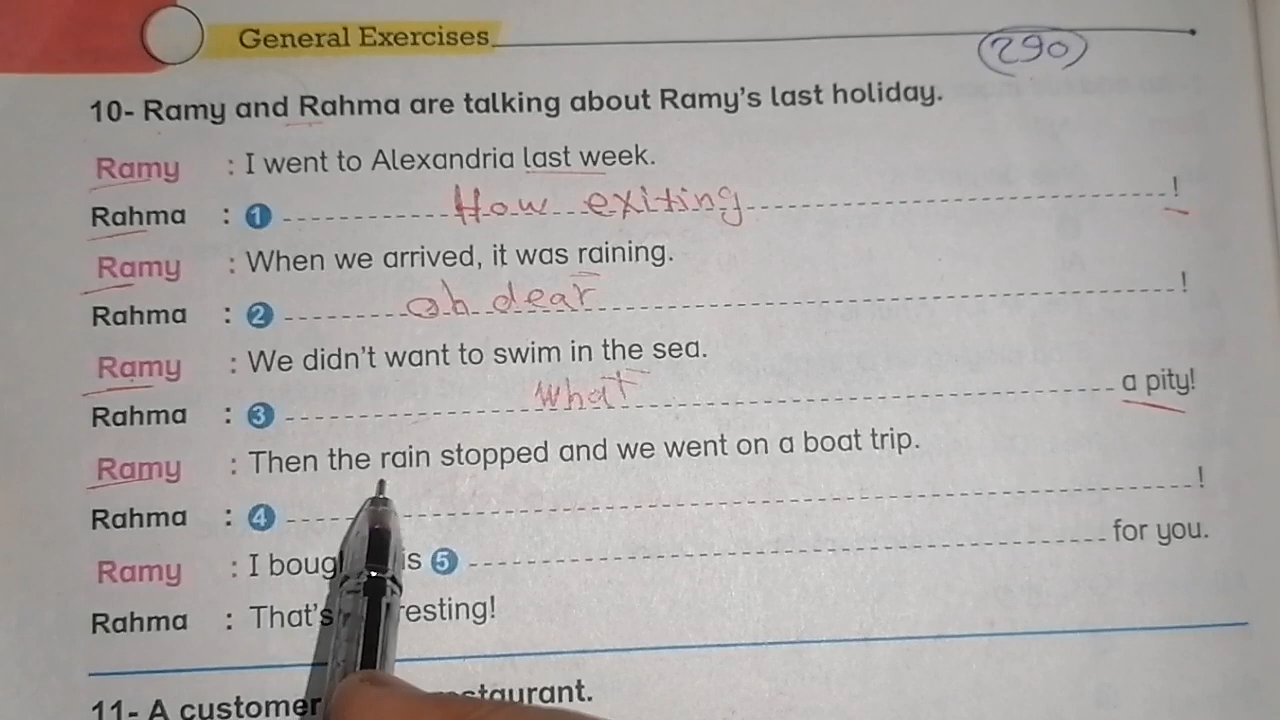 General Exercises
290
10- Ramy and Rahma are talking about Ramy's last holiday.
Ramy : I went to Alexandria last week.
Rahma : 1 How exiting !
Ramy : When we arrived, it was raining.
Rahma : 2 oh dear !
Ramy : We didn't want to swim in the sea.
Rahma : 3 what a pity!
Ramy : Then the rain stopped and we went on a boat trip.
Rahma : 4 !
Ramy : I boug is 5 for you.
Rahma : That's resting!
11- A customer staurant.